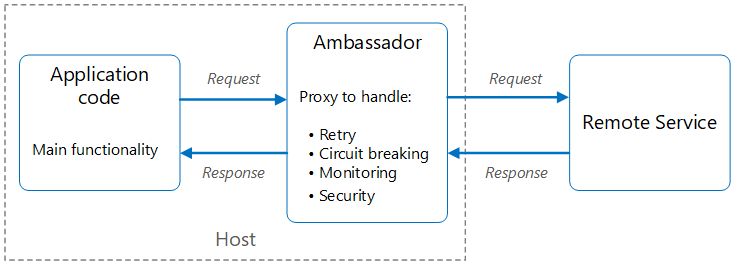 Application
code
Main functionality
Request
Response
Ambassador
Proxy to handle:
• Retry
• Circuit breaking
• Monitoring
• Security
Request
Response
Remote Service
Host